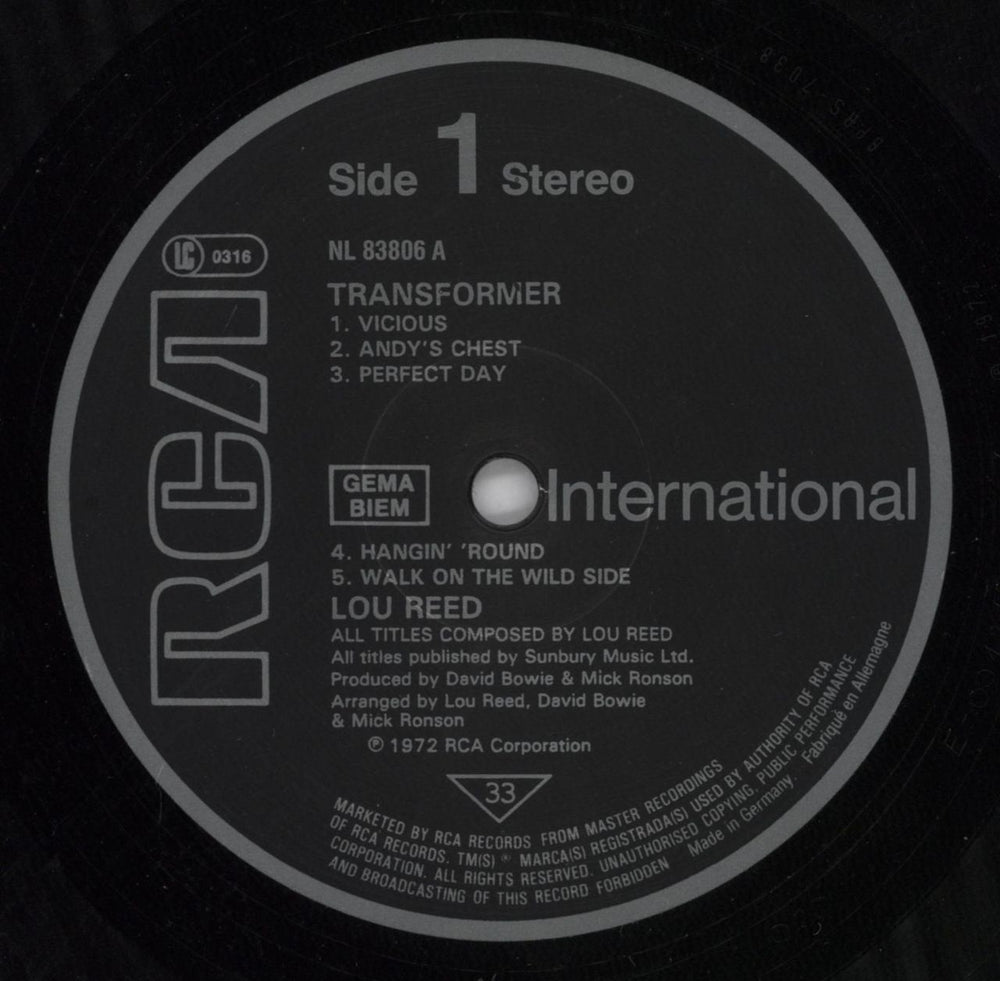 Side 1 Stereo
LC 0316
NL 83806 A
TRANSFORMER
1. VICIOUS
2. ANDY'S CHEST
3. PERFECT DAY
RCA
GEMA
BIEM
International
4. HANGIN' 'ROUND
5. WALK ON THE WILD SIDE
LOU REED
ALL TITLES COMPOSED BY LOU REED
All titles published by Sunbury Music Ltd.
Produced by David Bowie & Mick Ronson
Arranged by Lou Reed, David Bowie
& Mick Ronson
℗ 1972 RCA Corporation
33
MARKETED BY RCA RECORDS FROM MASTER RECORDINGS
OF RCA RECORDS. TM(S) ® MARCA(S) REGISTRADA(S) USED BY AUTHORITY OF RCA
CORPORATION. ALL RIGHTS RESERVED. UNAUTHORISED COPYING, PUBLIC PERFORMANCE
AND BROADCASTING OF THIS RECORD FORBIDDEN Made in Germany · Fabriqué en Allemagne